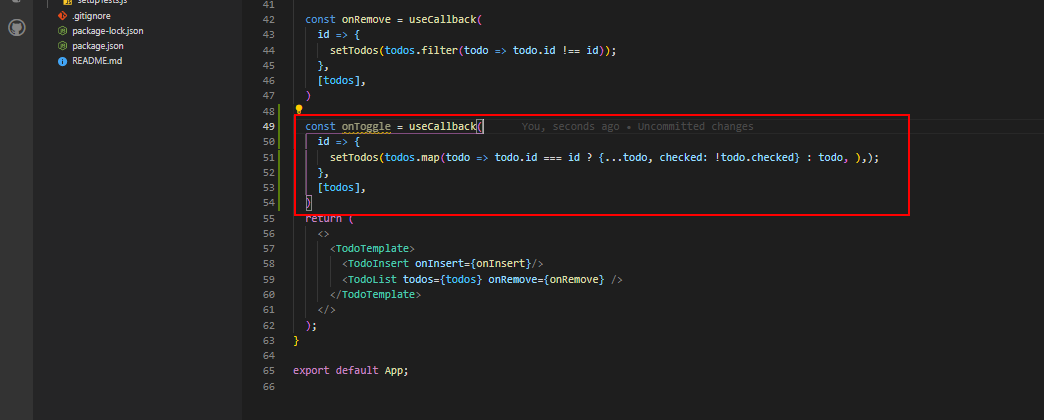 setupTests.js
.gitignore
package-lock.json
package.json
README.md
41
42 const onRemove = useCallback(
43 id => {
44 setTodos(todos.filter(todo => todo.id !== id));
45 },
46 [todos],
47 )
48
49 const onToggle = useCallback( You, seconds ago • Uncommitted changes
50 id => {
51 setTodos(todos.map(todo => todo.id === id ? {...todo, checked: !todo.checked} : todo, ),);
52 },
53 [todos],
54 )
55 return (
56 <>
57 <TodoTemplate>
58 <TodoInsert onInsert={onInsert}/>
59 <TodoList todos={todos} onRemove={onRemove} />
60 </TodoTemplate>
61 </>
62 );
63 }
64
65 export default App;
66